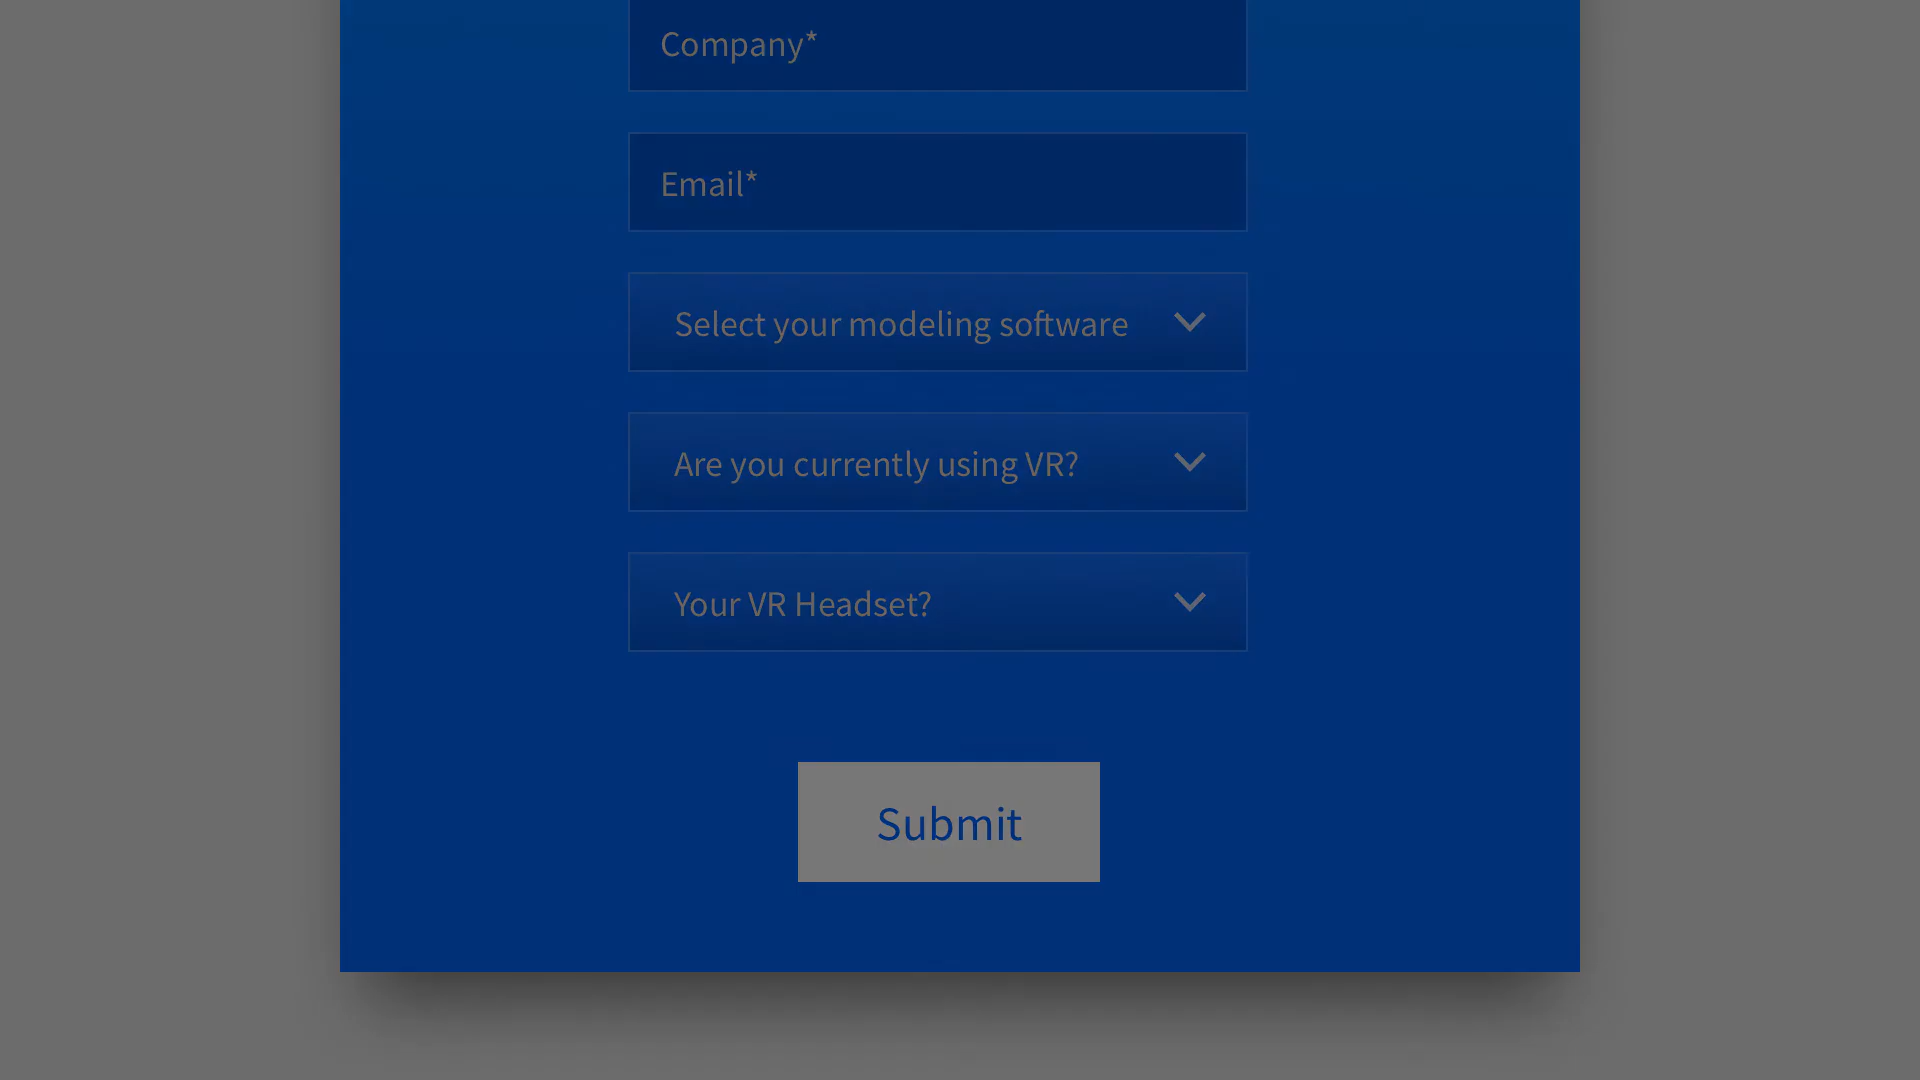 Company*
Email*
Select your modeling software
Are you currently using VR?
Your VR Headset?
Submit